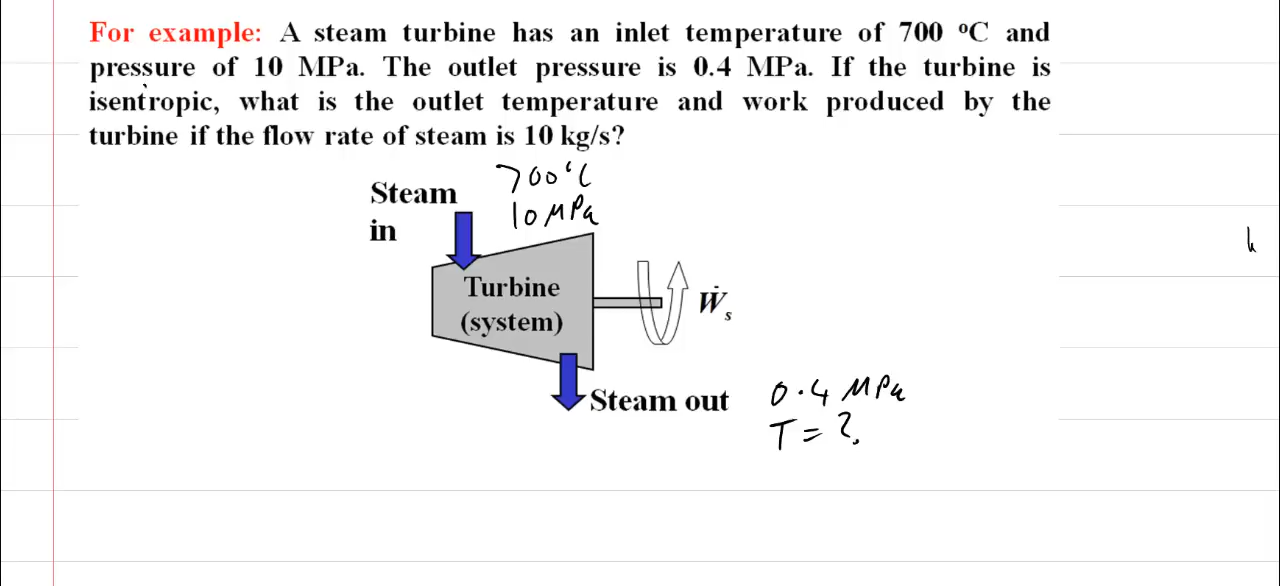 For example: A steam turbine has an inlet temperature of 700 °C and
pressure of 10 MPa. The outlet pressure is 0.4 MPa. If the turbine is
isentropic, what is the outlet temperature and work produced by the
turbine if the flow rate of steam is 10 kg/s?
700°C
Steam
10 MPa
in
Turbine
(system)
Ẇs
Steam out
0.4 MPa
T = ?